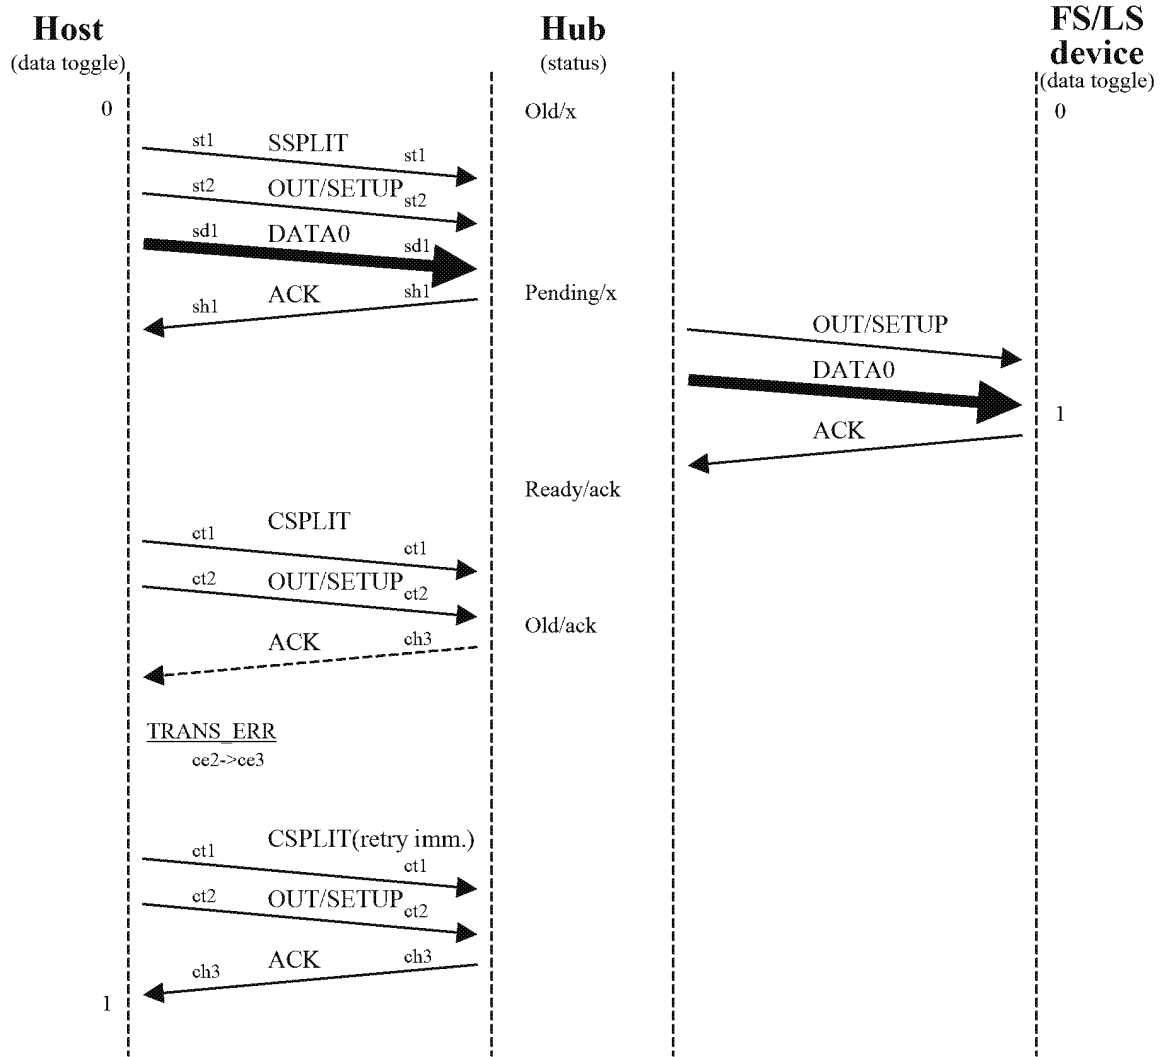 Host
(data toggle)
Hub
(status)
FS/LS
device
(data toggle)
0
Old/x
0
st1 SSPLIT st1
st2 OUT/SETUP st2
sd1 DATA0 sd1
sh1 ACK sh1
Pending/x
OUT/SETUP
DATA0
1
ACK
Ready/ack
ct1 CSPLIT ct1
ct2 OUT/SETUP ct2
Old/ack
ACK ch3
TRANS_ERR
ce2->ce3
CSPLIT(retry imm.)
ct1 ct1
ct2 OUT/SETUP ct2
ch3 ACK ch3
1